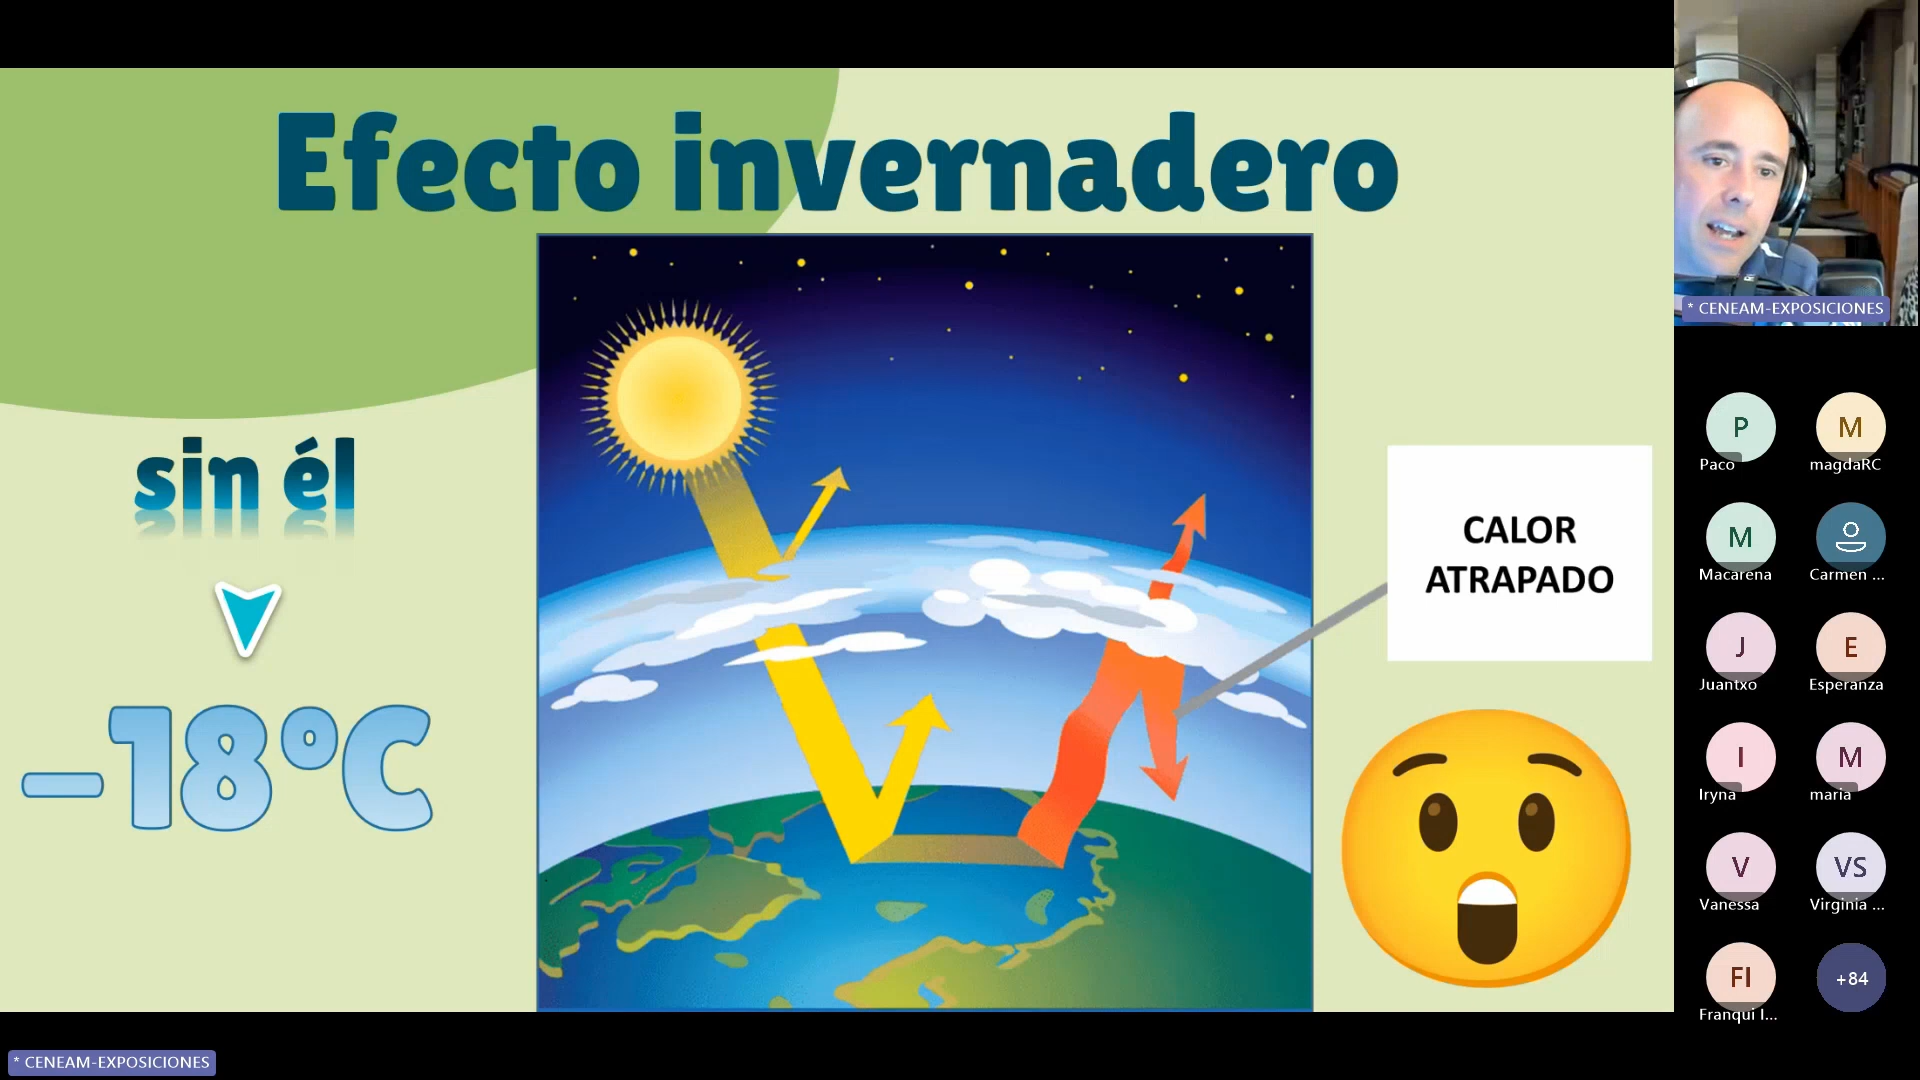 Efecto invernadero
sin él
-18ºC
CALOR
ATRAPADO
* CENEAM-EXPOSICIONES
P
Paco
M
magdaRC
M
Macarena
Carmen ...
J
Juantxo
E
Esperanza
I
Iryna
M
maria
V
Vanessa
VS
Virginia ...
FI
Franqui I...
+84
* CENEAM-EXPOSICIONES